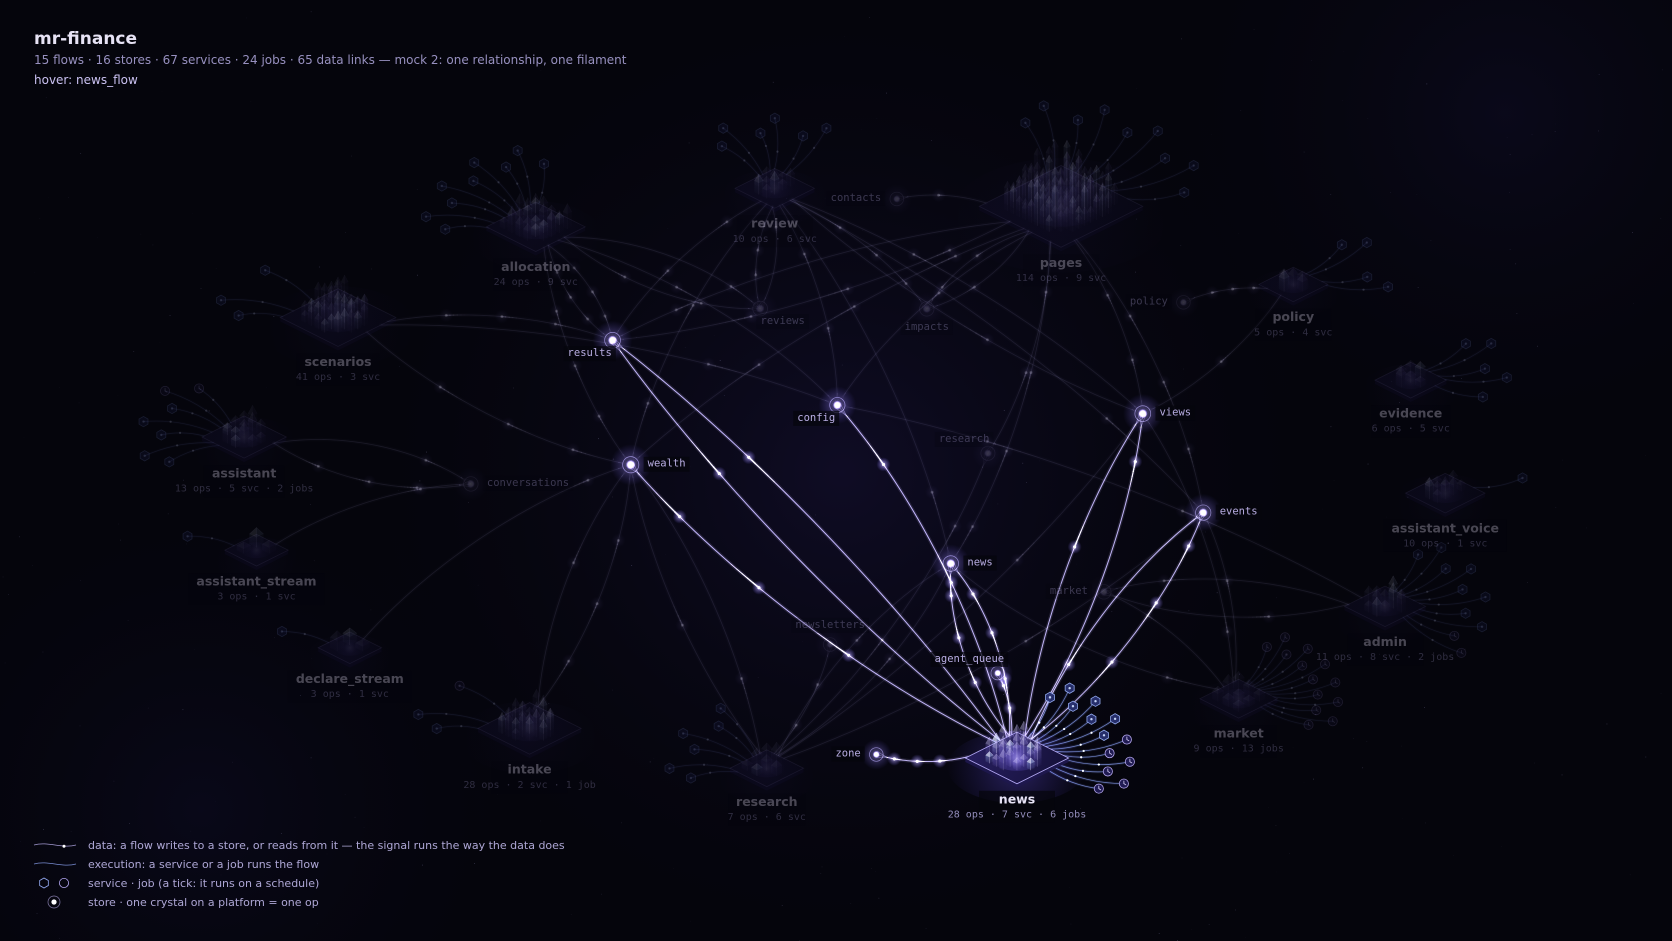 mr-finance
15 flows · 16 stores · 67 services · 24 jobs · 65 data links — mock 2: one relationship, one filament
hover: news_flow
contacts
review
10 ops · 6 svc
allocation
24 ops · 9 svc
pages
114 ops · 9 svc
policy
policy
5 ops · 4 svc
reviews
impacts
scenarios
41 ops · 3 svc
results
config
views
evidence
6 ops · 5 svc
research
wealth
assistant
13 ops · 5 svc · 2 jobs
conversations
events
assistant_voice
10 ops · 1 svc
news
assistant_stream
3 ops · 1 svc
market
newsletters
admin
11 ops · 8 svc · 2 jobs
agent_queue
declare_stream
3 ops · 1 svc
market
9 ops · 13 jobs
zone
intake
28 ops · 2 svc · 1 job
research
7 ops · 6 svc
news
28 ops · 7 svc · 6 jobs
data: a flow writes to a store, or reads from it — the signal runs the way the data does
execution: a service or a job runs the flow
service · job (a tick: it runs on a schedule)
store · one crystal on a platform = one op